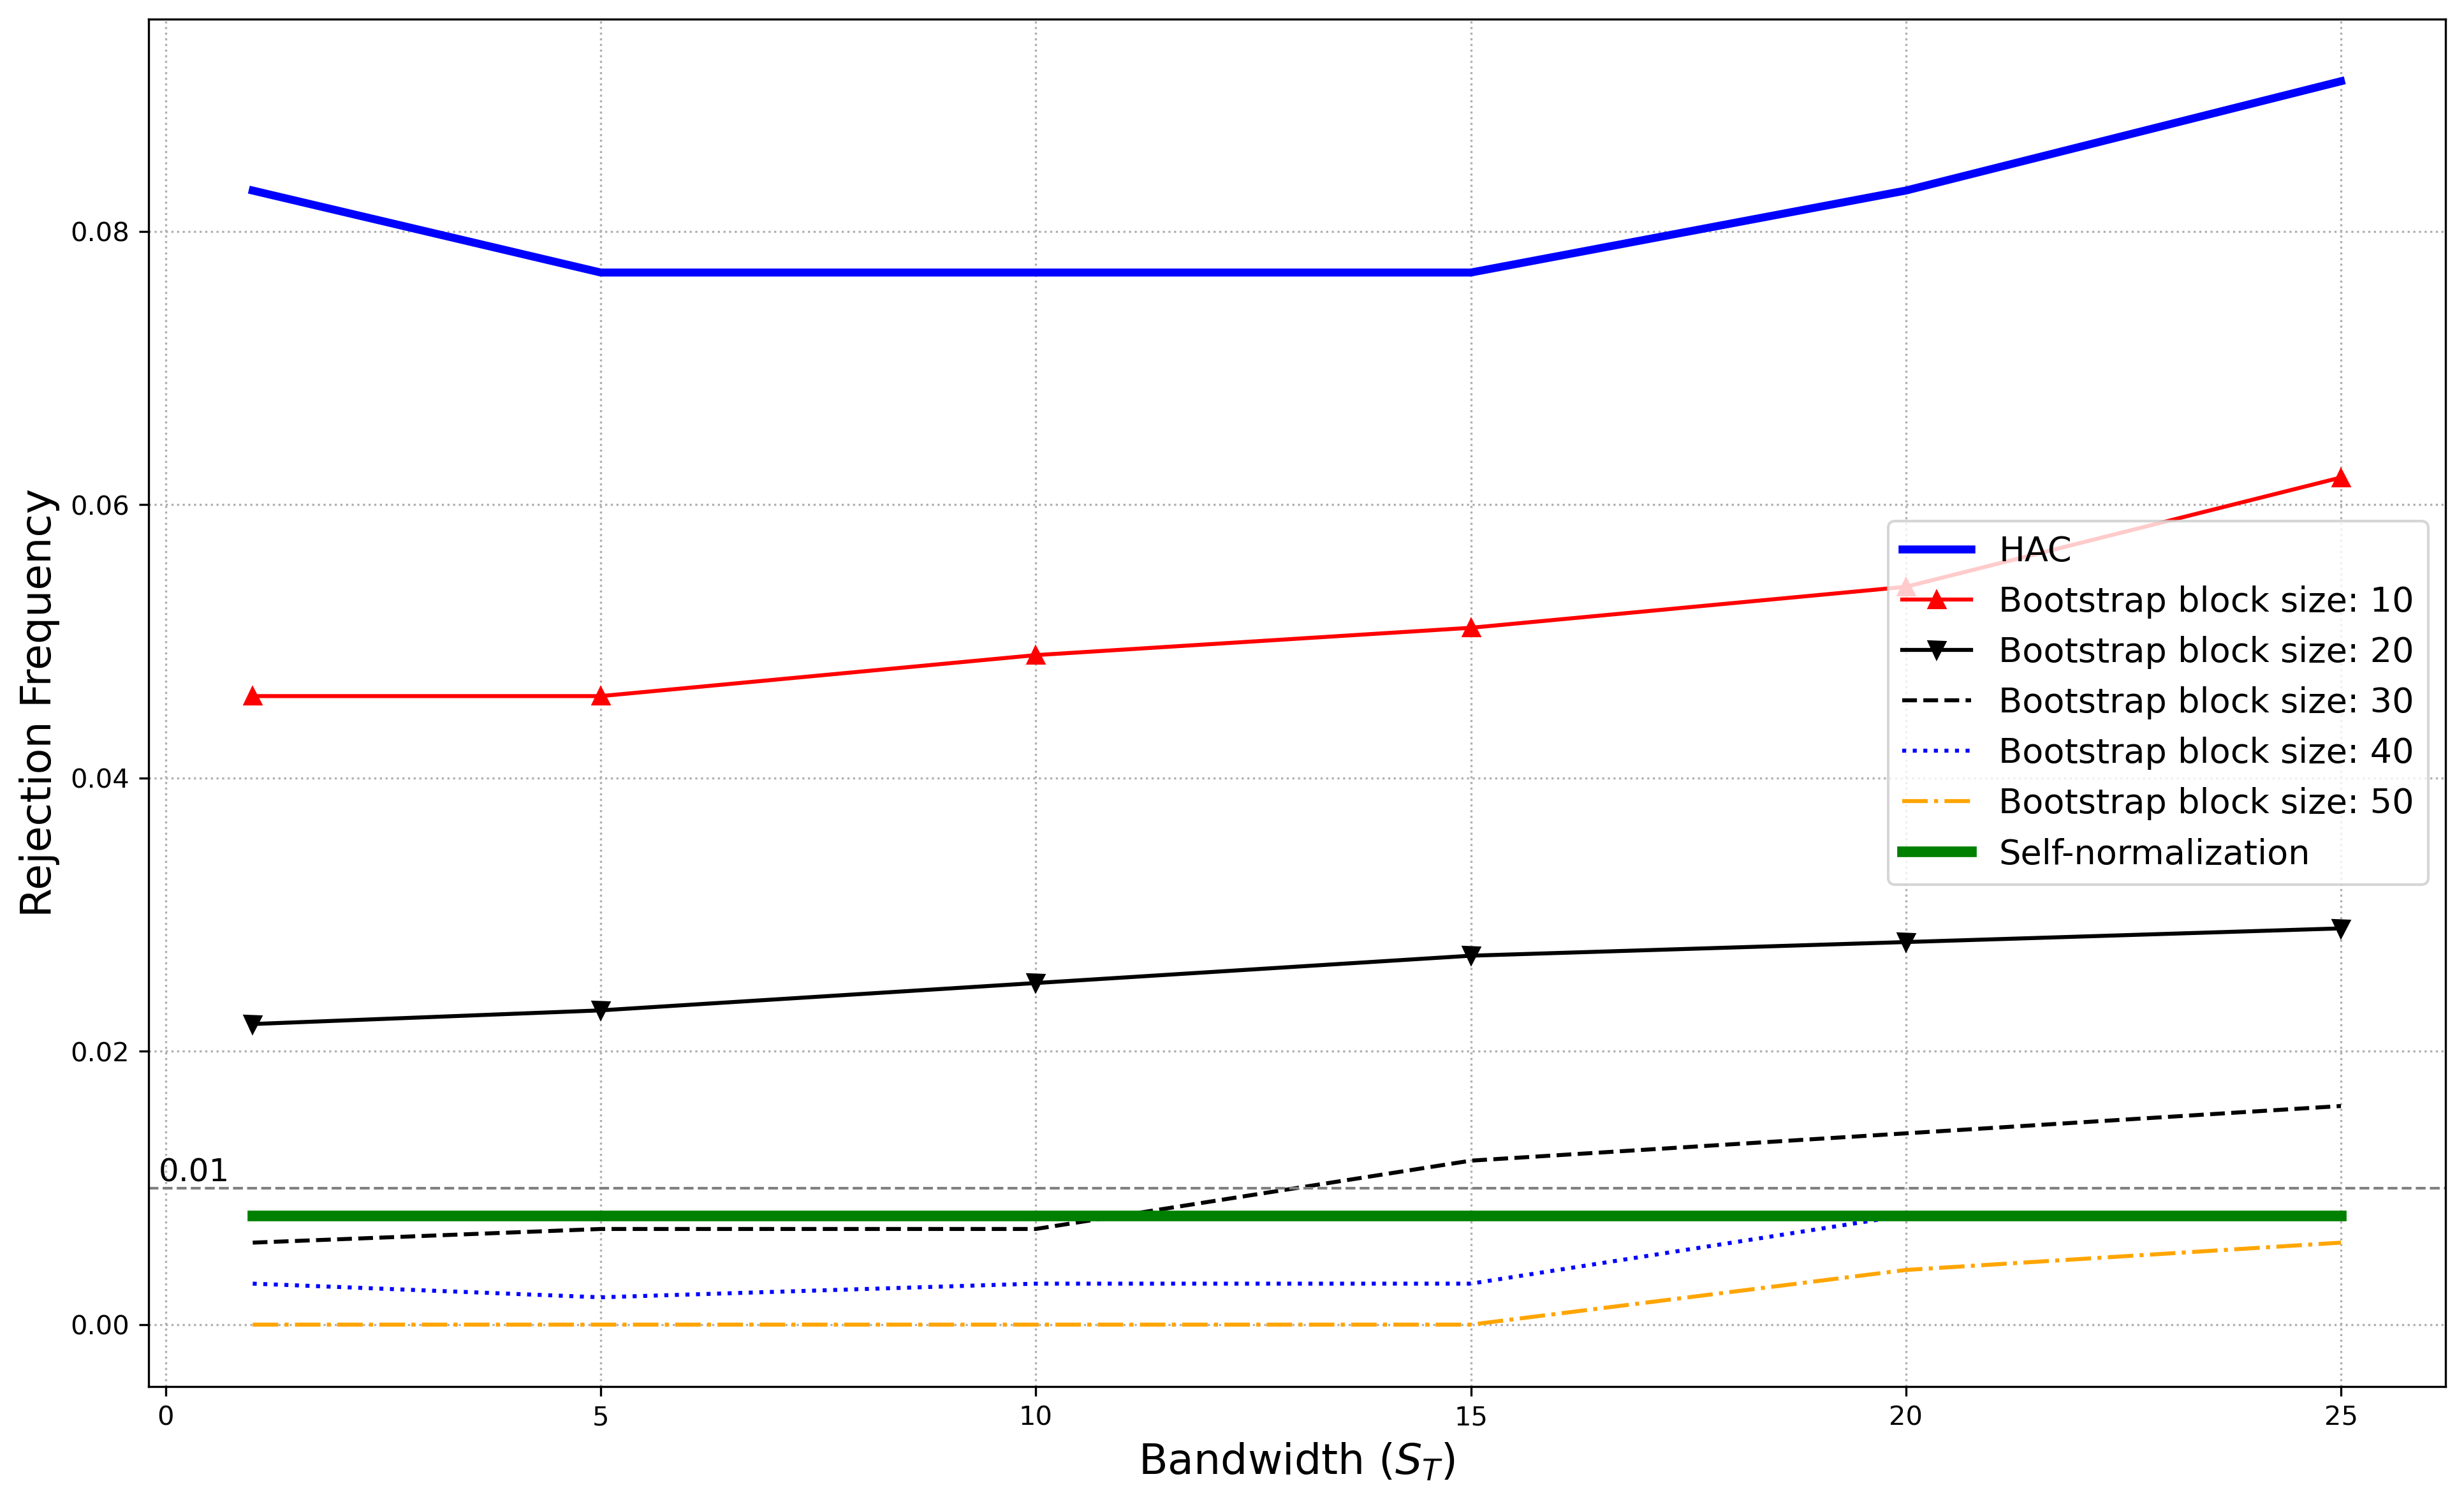 Rejection Frequency
0.08
0.06
0.04
0.02
0.00
0.01
HAC
Bootstrap block size: 10
Bootstrap block size: 20
Bootstrap block size: 30
Bootstrap block size: 40
Bootstrap block size: 50
Self-normalization
0 5 10 15 20 25
Bandwidth (S_T)